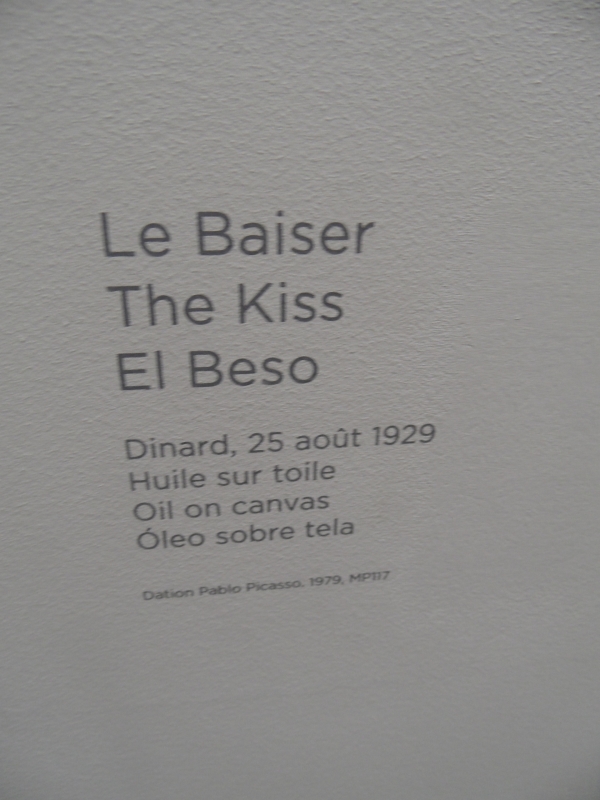 Le Baiser
The Kiss
El Beso
Dinard, 25 août 1929
Huile sur toile
Oil on canvas
Óleo sobre tela
Dation Pablo Picasso. 1979, MP117